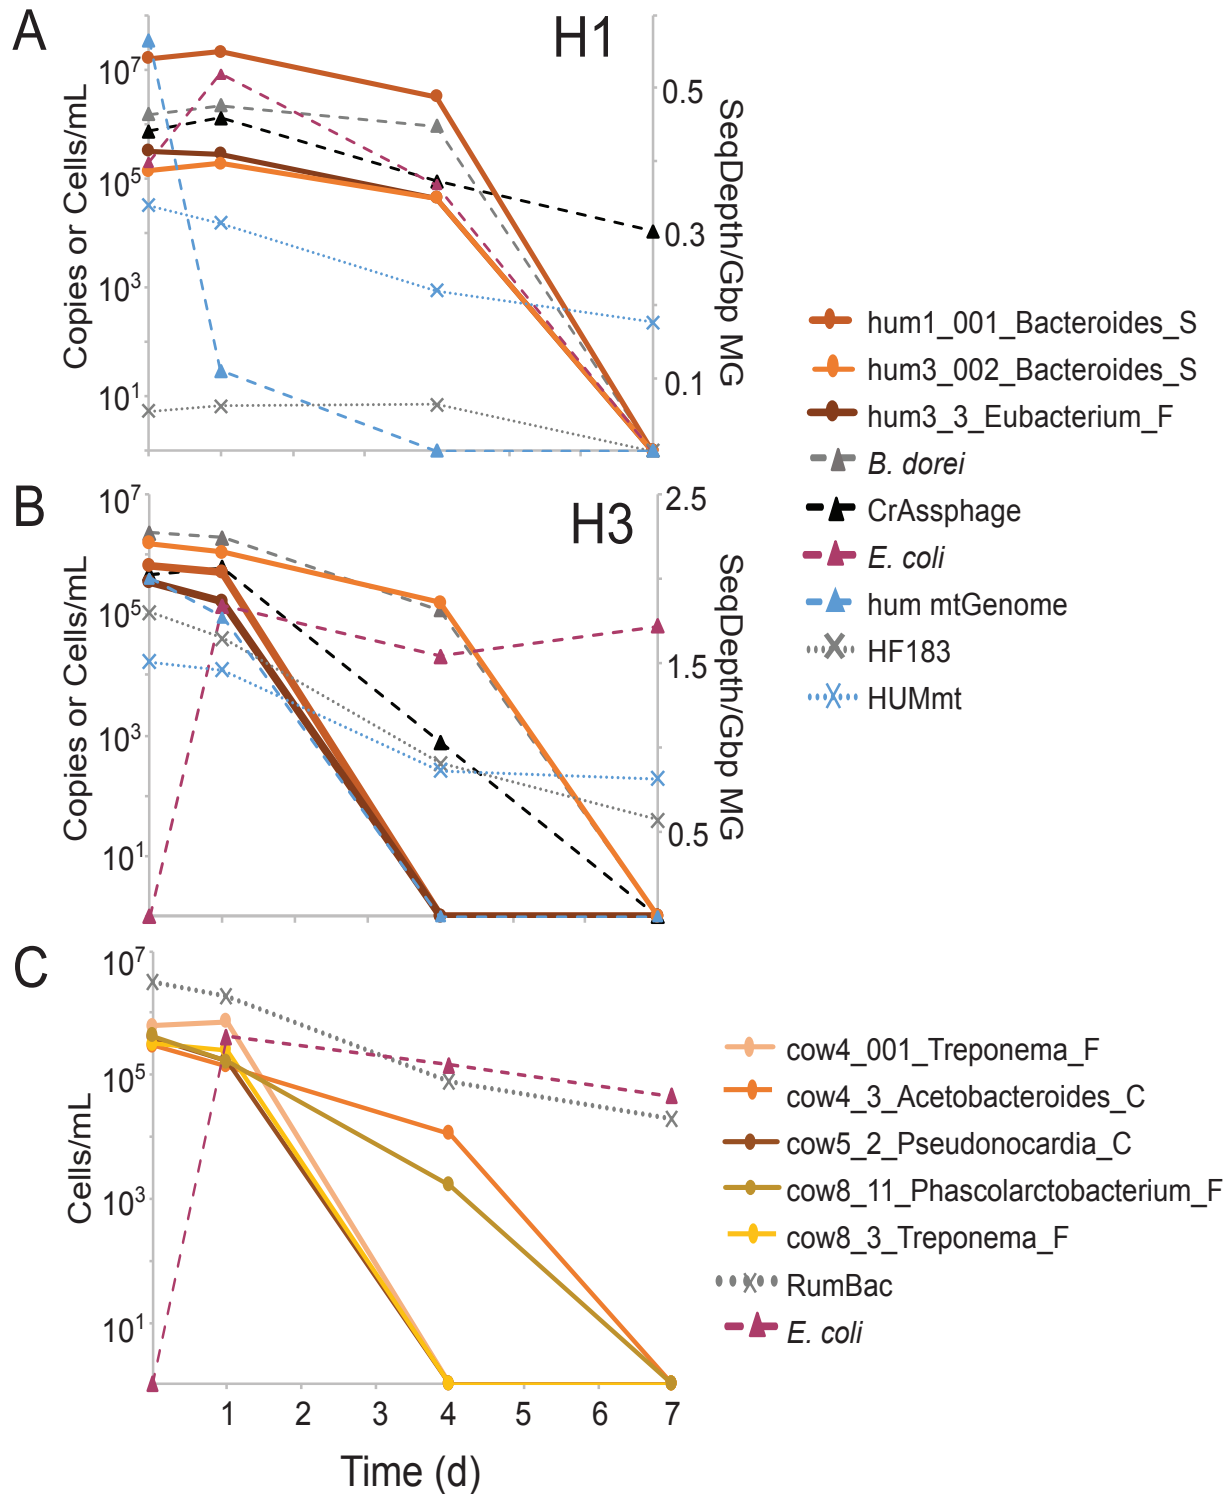 A
H1
10^7
10^5
10^3
10^1
Copies or Cells/mL
0.5
0.3
0.1
SeqDepth/Gbp MG
hum1_001_Bacteroides_S
hum3_002_Bacteroides_S
hum3_3_Eubacterium_F
B. dorei
CrAssphage
E. coli
hum mtGenome
HF183
HUMmt
B
H3
10^7
10^5
10^3
10^1
Copies or Cells/mL
2.5
1.5
0.5
SeqDepth/Gbp MG
C
10^7
10^5
10^3
10^1
Cells/mL
cow4_001_Treponema_F
cow4_3_Acetobacteroides_C
cow5_2_Pseudonocardia_C
cow8_11_Phascolarctobacterium_F
cow8_3_Treponema_F
RumBac
E. coli
1 2 3 4 5 6 7
Time (d)